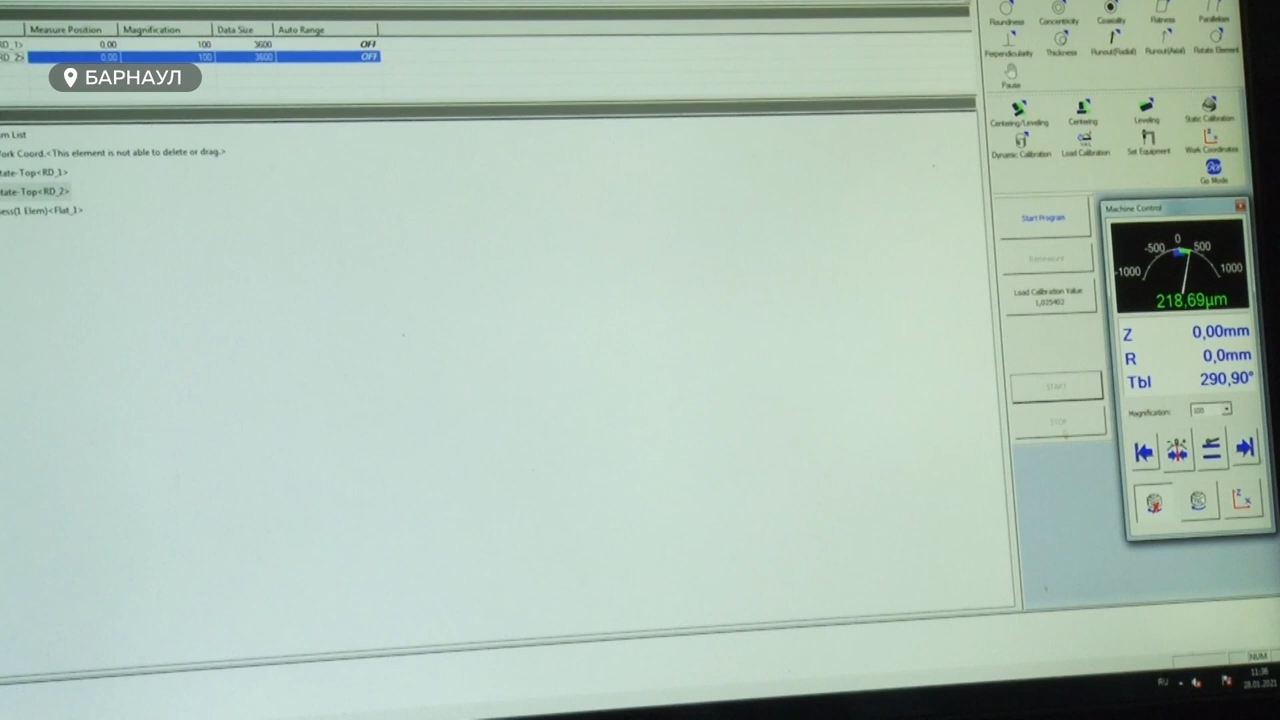 Measure Position Magnification Data Size Auto Range
RD_1> 0.00 100 3600 OFF
RD_2> 0.00 100 3600 OFF
БАРНАУЛ
m List
ork Coord.<This element is not able to delete or drag.>
tate-Top<RD_1>
tate-Top<RD_2>
ess(1 Elem)<Flat_1>
Roundness Concentricity Coaxiality Flatness Parallelism
Perpendicularity Thickness Runout(Radial) Runout(Axial) Rotate Element
Pause
Centering/Leveling Centering Leveling Static Calibration
Dynamic Calibration Load Calibration Set Equipment Work Coordinates
Start Program
Remeasure
Load Calibration Value
1,025402
START
STOP
Machine Control
-1000 -500 0 500 1000
218,69µm
Z 0,00mm
R 0,0mm
Tbl 290,90°
Magnification: 100
NUM
RU 11:36
28.01.2021